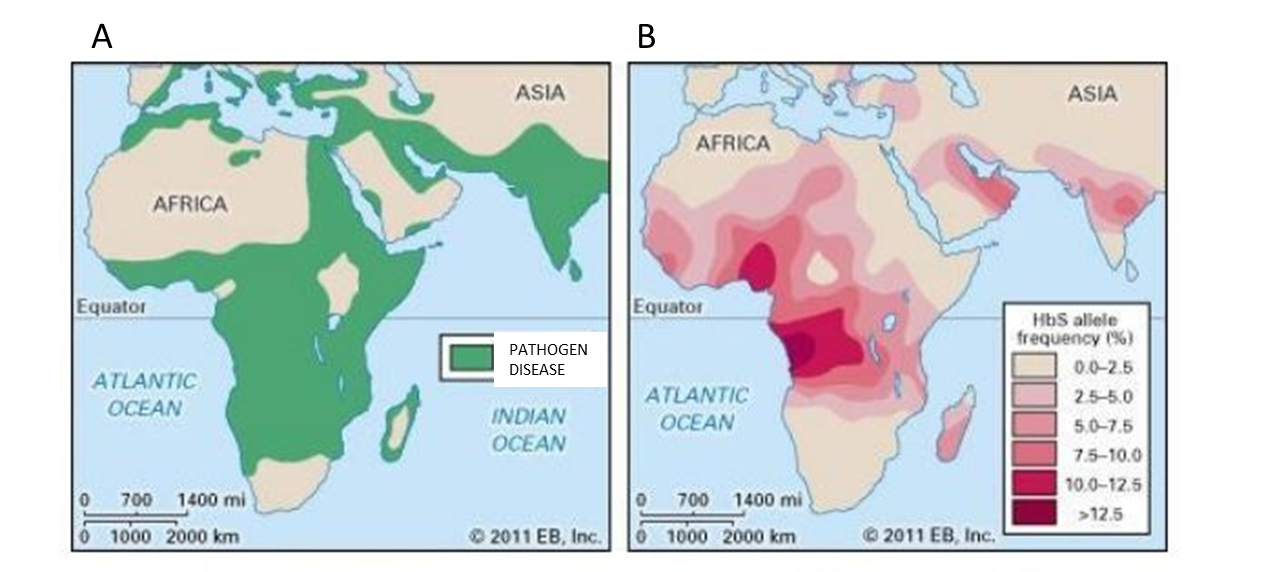 A
B
ASIA
AFRICA
Equator
PATHOGEN
DISEASE
ATLANTIC
OCEAN
INDIAN
OCEAN
0 700 1400 mi
0 1000 2000 km
© 2011 EB, Inc.
ASIA
AFRICA
Equator
HbS allele
frequency (%)
0.0–2.5
2.5–5.0
5.0–7.5
7.5–10.0
10.0–12.5
>12.5
ATLANTIC
OCEAN
0 700 1400 mi
0 1000 2000 km
© 2011 EB, Inc.